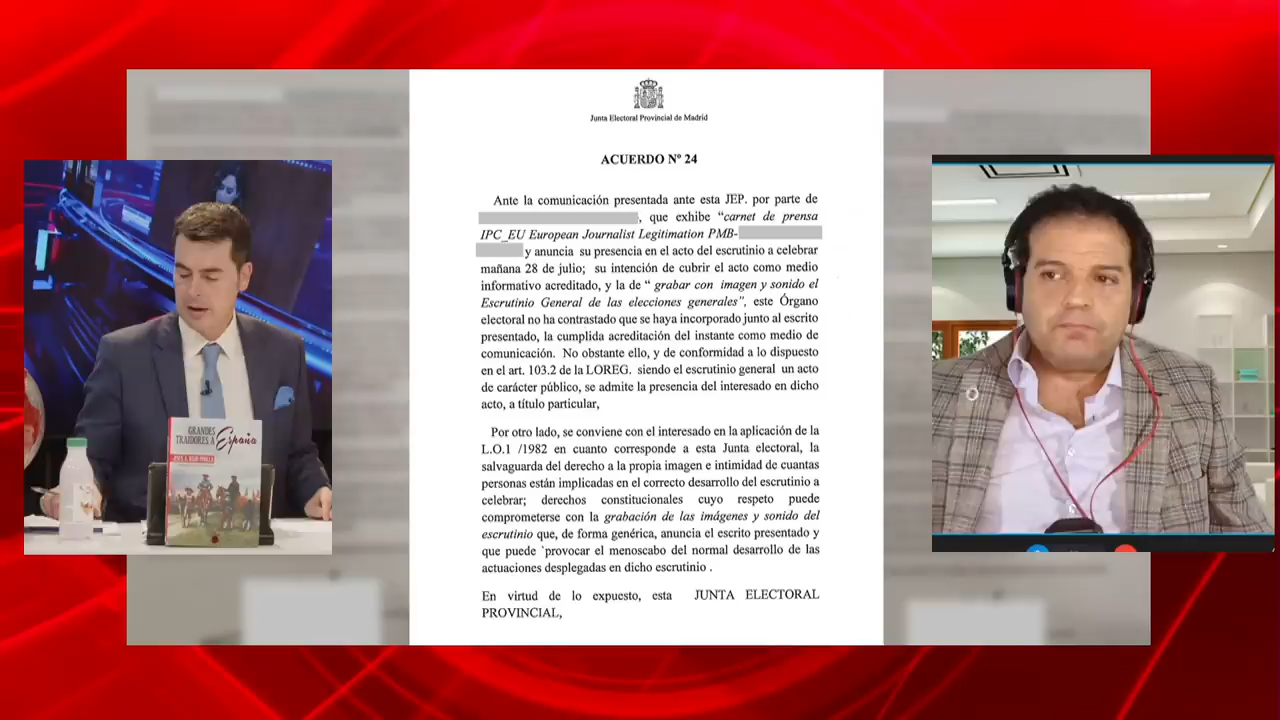 Junta Electoral Provincial de Madrid
ACUERDO Nº 24
Ante la comunicación presentada ante esta JEP. por parte de
, que exhibe “carnet de prensa
IPC_EU European Journalist Legitimation PMB-
y anuncia su presencia en el acto del escrutinio a celebrar
mañana 28 de julio; su intención de cubrir el acto como medio
informativo acreditado, y la de “ grabar con imagen y sonido el
Escrutinio General de las elecciones generales”, este Órgano
electoral no ha contrastado que se haya incorporado junto al escrito
presentado, la cumplida acreditación del instante como medio de
comunicación. No obstante ello, y de conformidad a lo dispuesto
en el art. 103.2 de la LOREG. siendo el escrutinio general un acto
de carácter público, se admite la presencia del interesado en dicho
acto, a título particular,
Por otro lado, se conviene con el interesado en la aplicación de la
L.O.1 /1982 en cuanto corresponde a esta Junta electoral, la
salvaguarda del derecho a la propia imagen e intimidad de cuantas
personas están implicadas en el correcto desarrollo del escrutinio a
celebrar; derechos constitucionales cuyo respeto puede
comprometerse con la grabación de las imágenes y sonido del
escrutinio que, de forma genérica, anuncia el escrito presentado y
que puede `provocar el menoscabo del normal desarrollo de las
actuaciones desplegadas en dicho escrutinio .
En virtud de lo expuesto, esta JUNTA ELECTORAL
PROVINCIAL,
GRANDES
TRAIDORES A
España